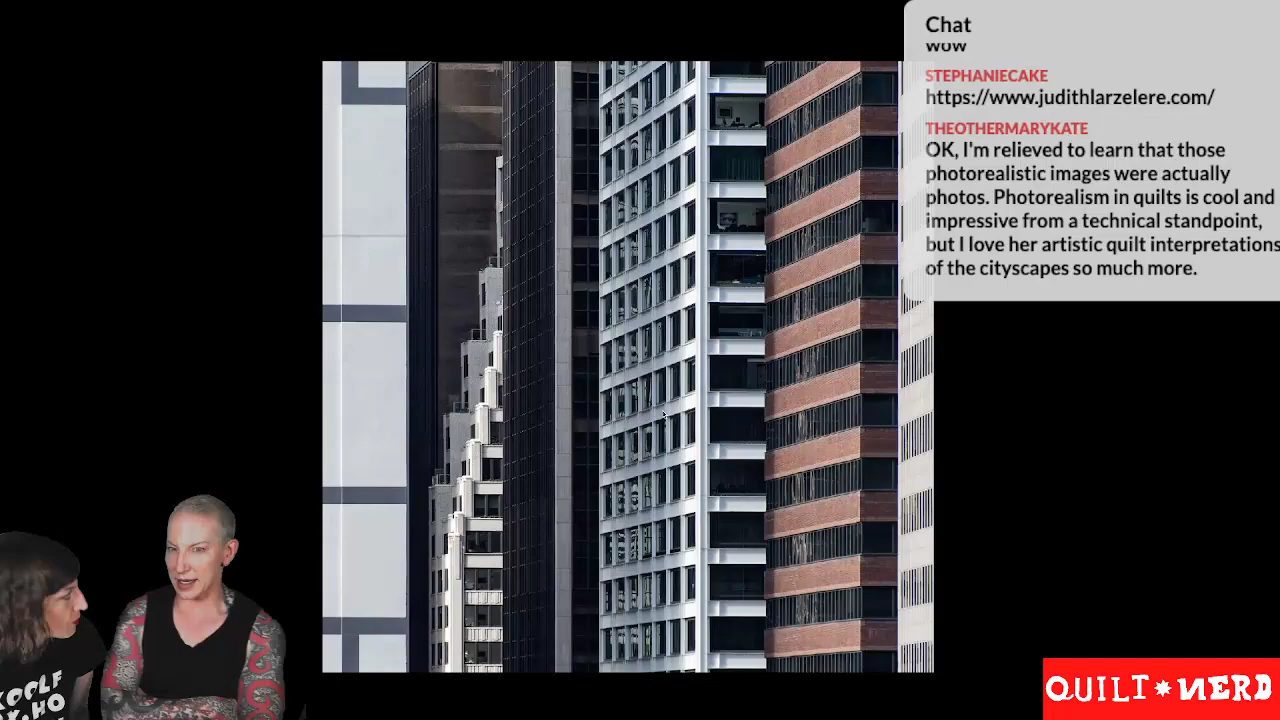 Chat
wow
STEPHANIECAKE
https://www.judithlarzelere.com/
THEOTHERMARYKATE
OK, I'm relieved to learn that those
photorealistic images were actually
photos. Photorealism in quilts is cool and
impressive from a technical standpoint,
but I love her artistic quilt interpretations
of the cityscapes so much more.
QUILT*NERD